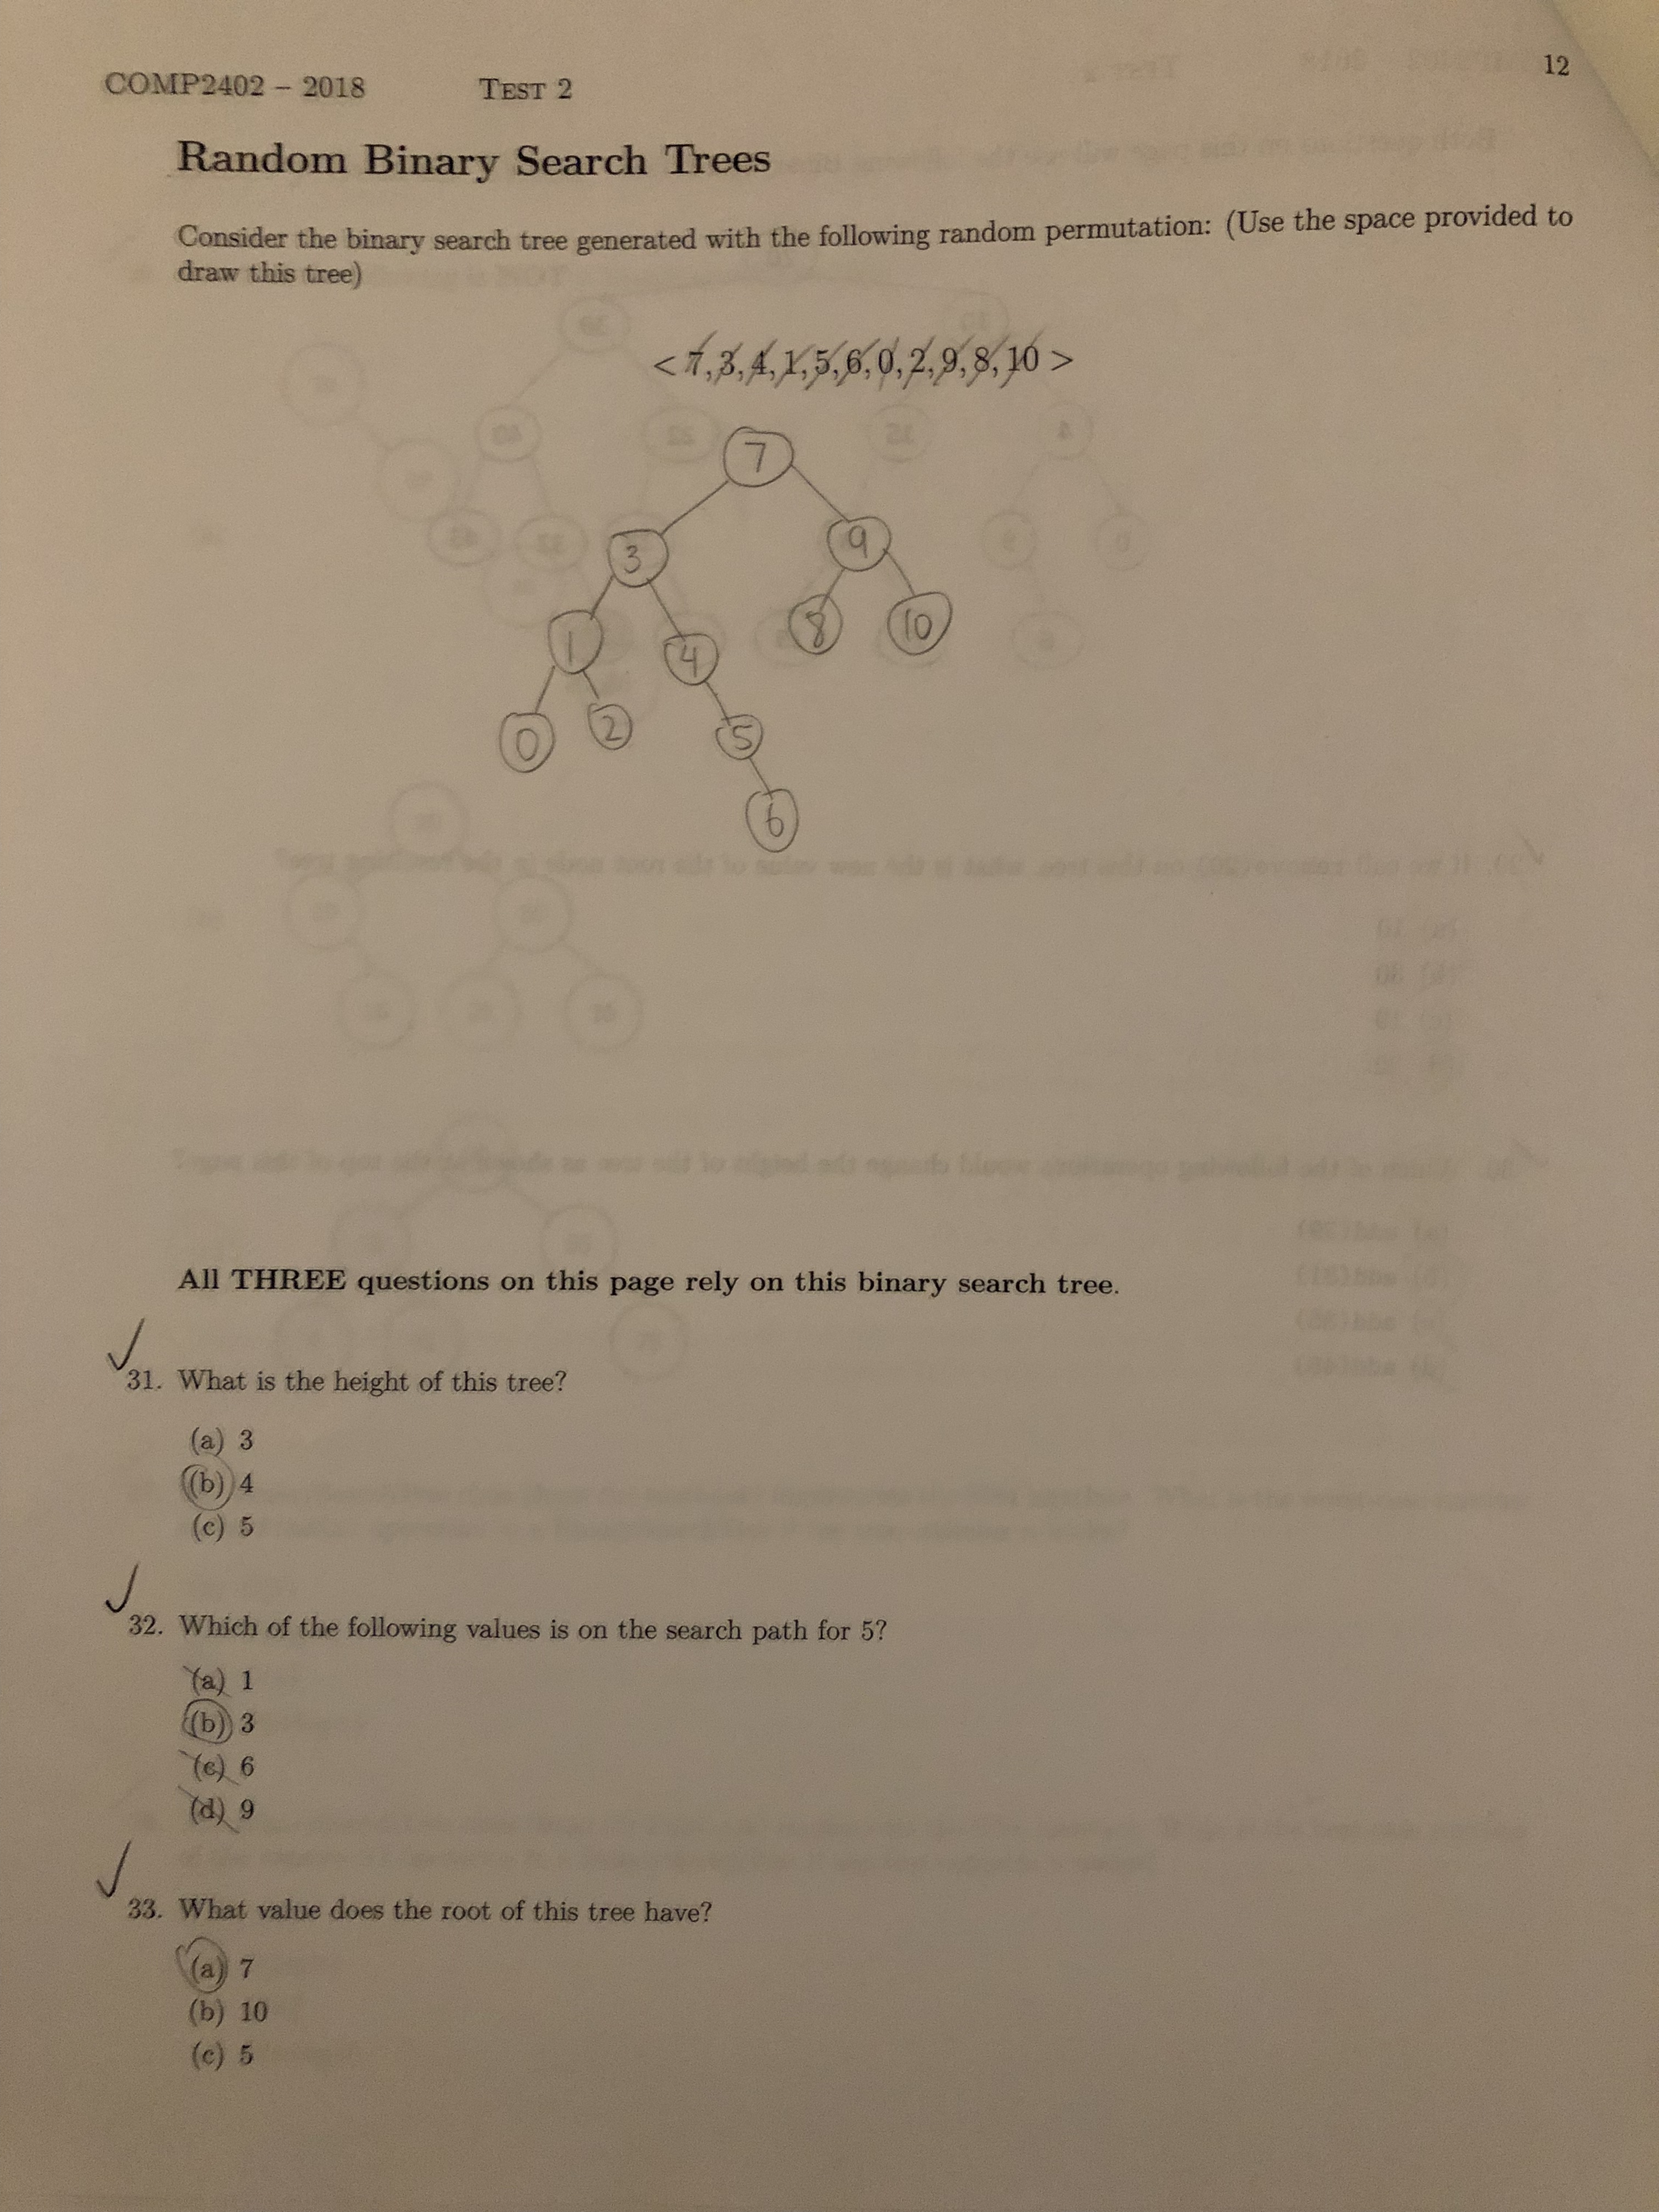 COMP2402 – 2018 TEST 2 12
Random Binary Search Trees
Consider the binary search tree generated with the following random permutation: (Use the space provided to
draw this tree)
< 7, 3, 4, 1, 5, 6, 0, 2, 9, 8, 10 >
7
3 9
1 4 8 10
0 2 5
6
All THREE questions on this page rely on this binary search tree.
31. What is the height of this tree?
(a) 3
(b) 4
(c) 5
32. Which of the following values is on the search path for 5?
(a) 1
(b) 3
(c) 6
(d) 9
33. What value does the root of this tree have?
(a) 7
(b) 10
(c) 5